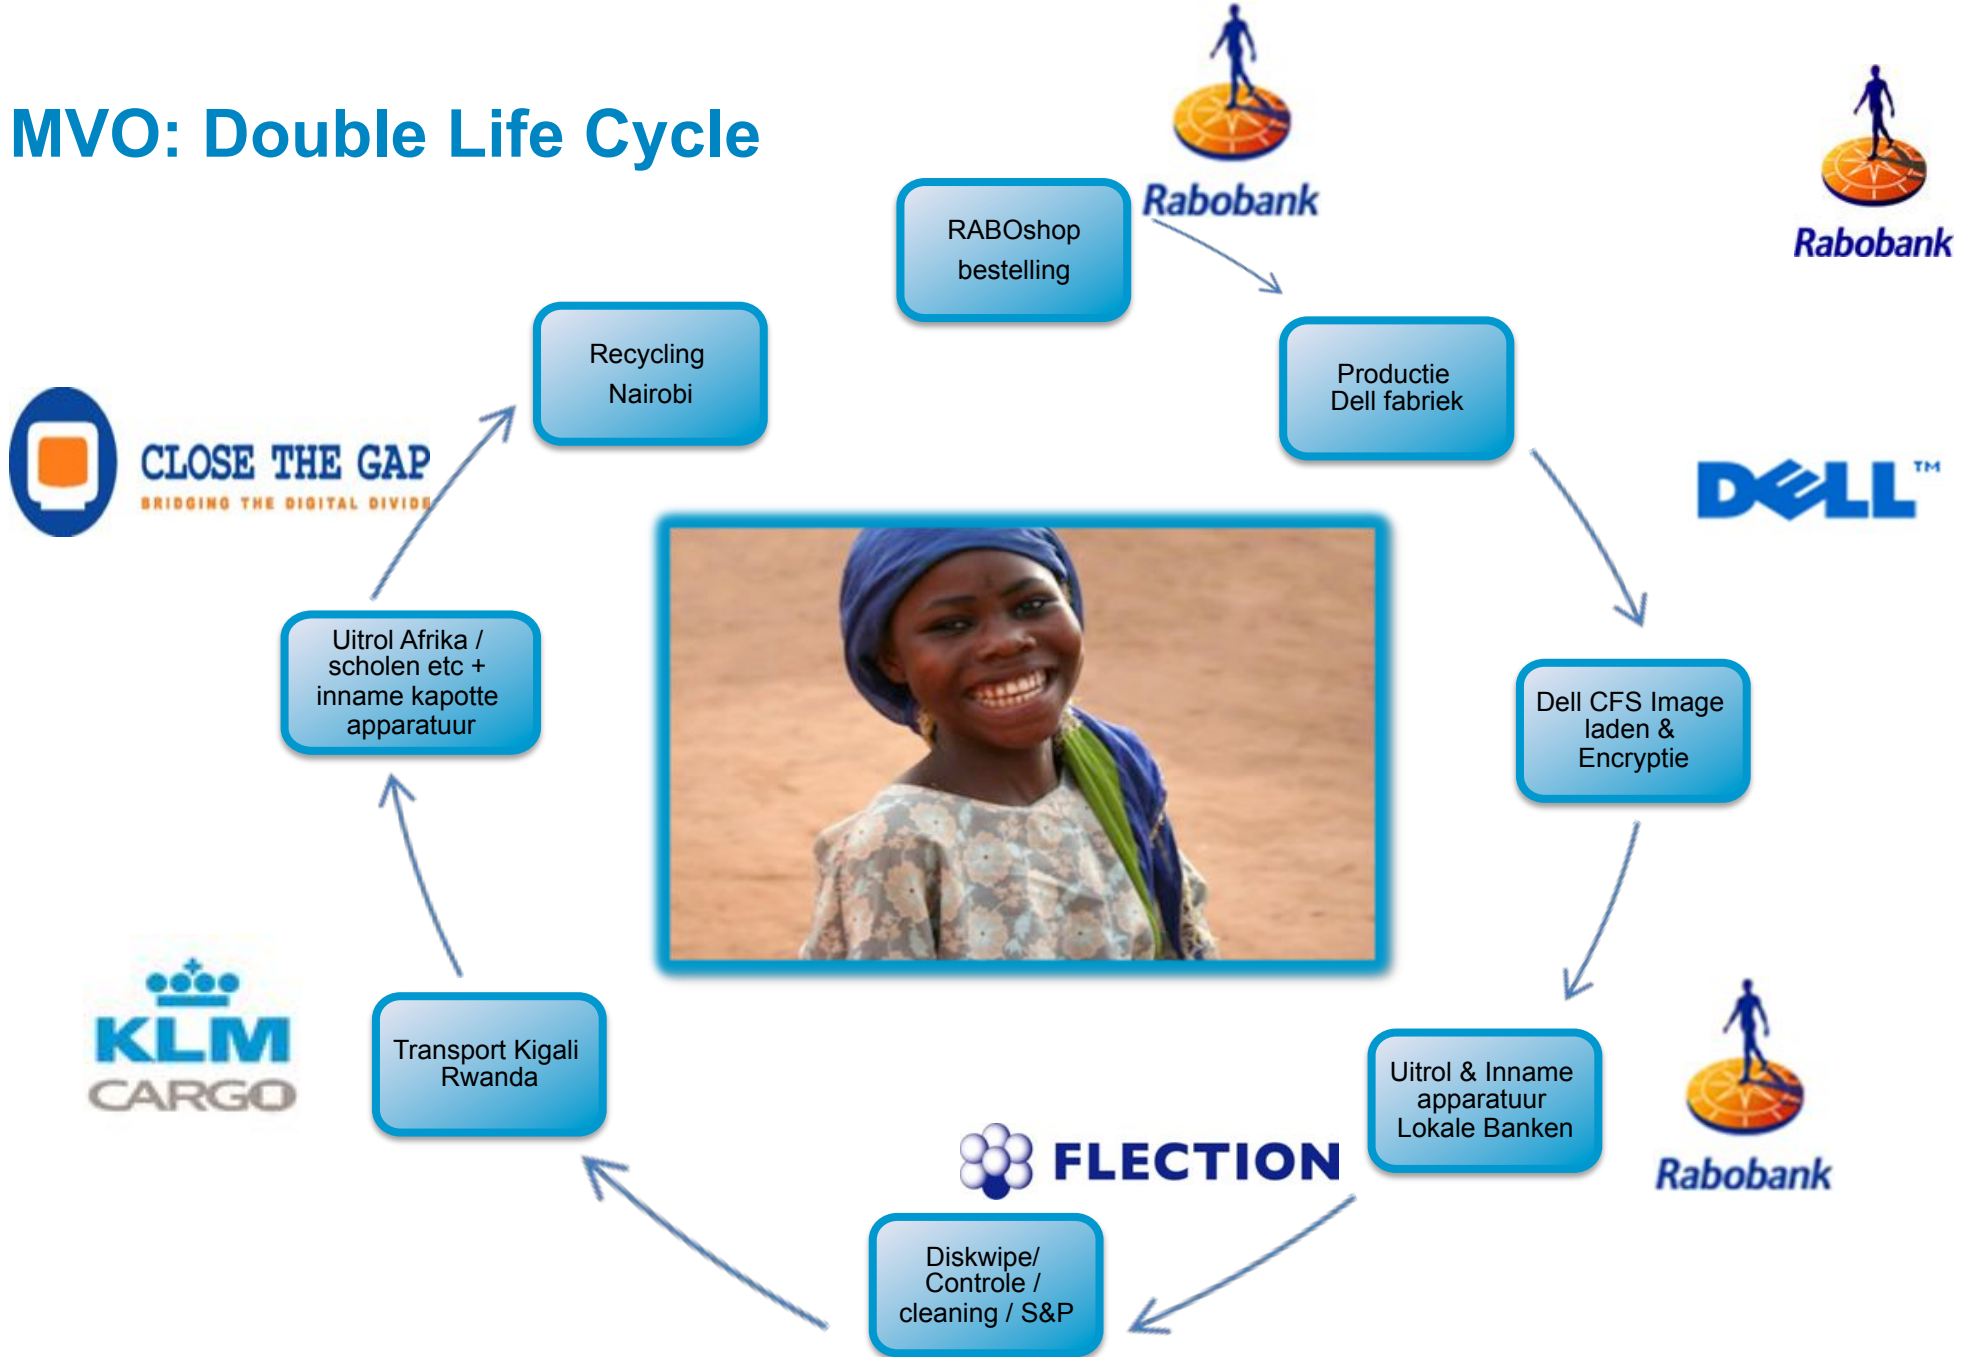 MVO: Double Life Cycle
Rabobank
Rabobank
RABOshop
bestelling
Productie
Dell fabriek
DELL™
Dell CFS Image
laden &
Encryptie
Uitrol & Inname
apparatuur
Lokale Banken
Rabobank
FLECTION
Diskwipe/
Controle /
cleaning / S&P
Transport Kigali
Rwanda
KLM
CARGO
Uitrol Afrika /
scholen etc +
inname kapotte
apparatuur
CLOSE THE GAP
BRIDGING THE DIGITAL DIVIDE
Recycling
Nairobi